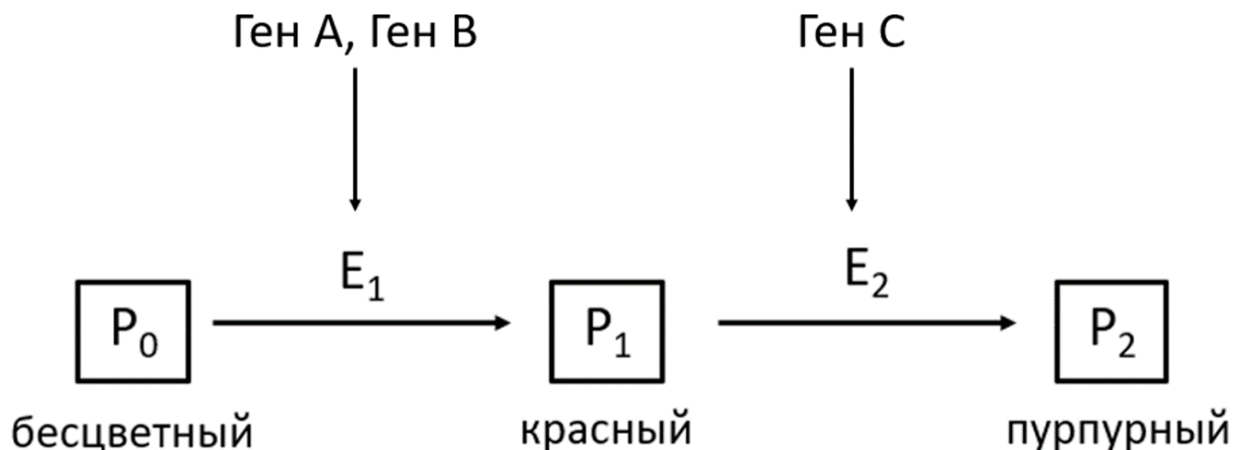 Ген А, Ген В Ген С
E₁ E₂
P₀ P₁ P₂
бесцветный красный пурпурный